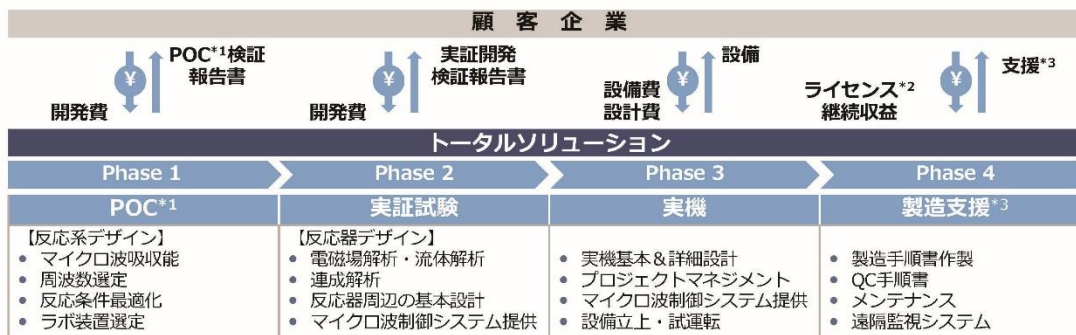 顧客企業
POC*1検証
報告書
¥
開発費
実証開発
検証報告書
¥
開発費
設備
¥
設備費
設計費
支援*3
¥
ライセンス*2
継続収益
トータルソリューション
Phase 1
Phase 2
Phase 3
Phase 4
POC*1
実証試験
実機
製造支援*3
【反応系デザイン】
• マイクロ波吸収能
• 周波数選定
• 反応条件最適化
• ラボ装置選定
【反応器デザイン】
• 電磁場解析・流体解析
• 連成解析
• 反応器周辺の基本設計
• マイクロ波制御システム提供
• 実機基本&詳細設計
• プロジェクトマネジメント
• マイクロ波制御システム提供
• 設備立上・試運転
• 製造手順書作製
• QC手順書
• メンテナンス
• 遠隔監視システム